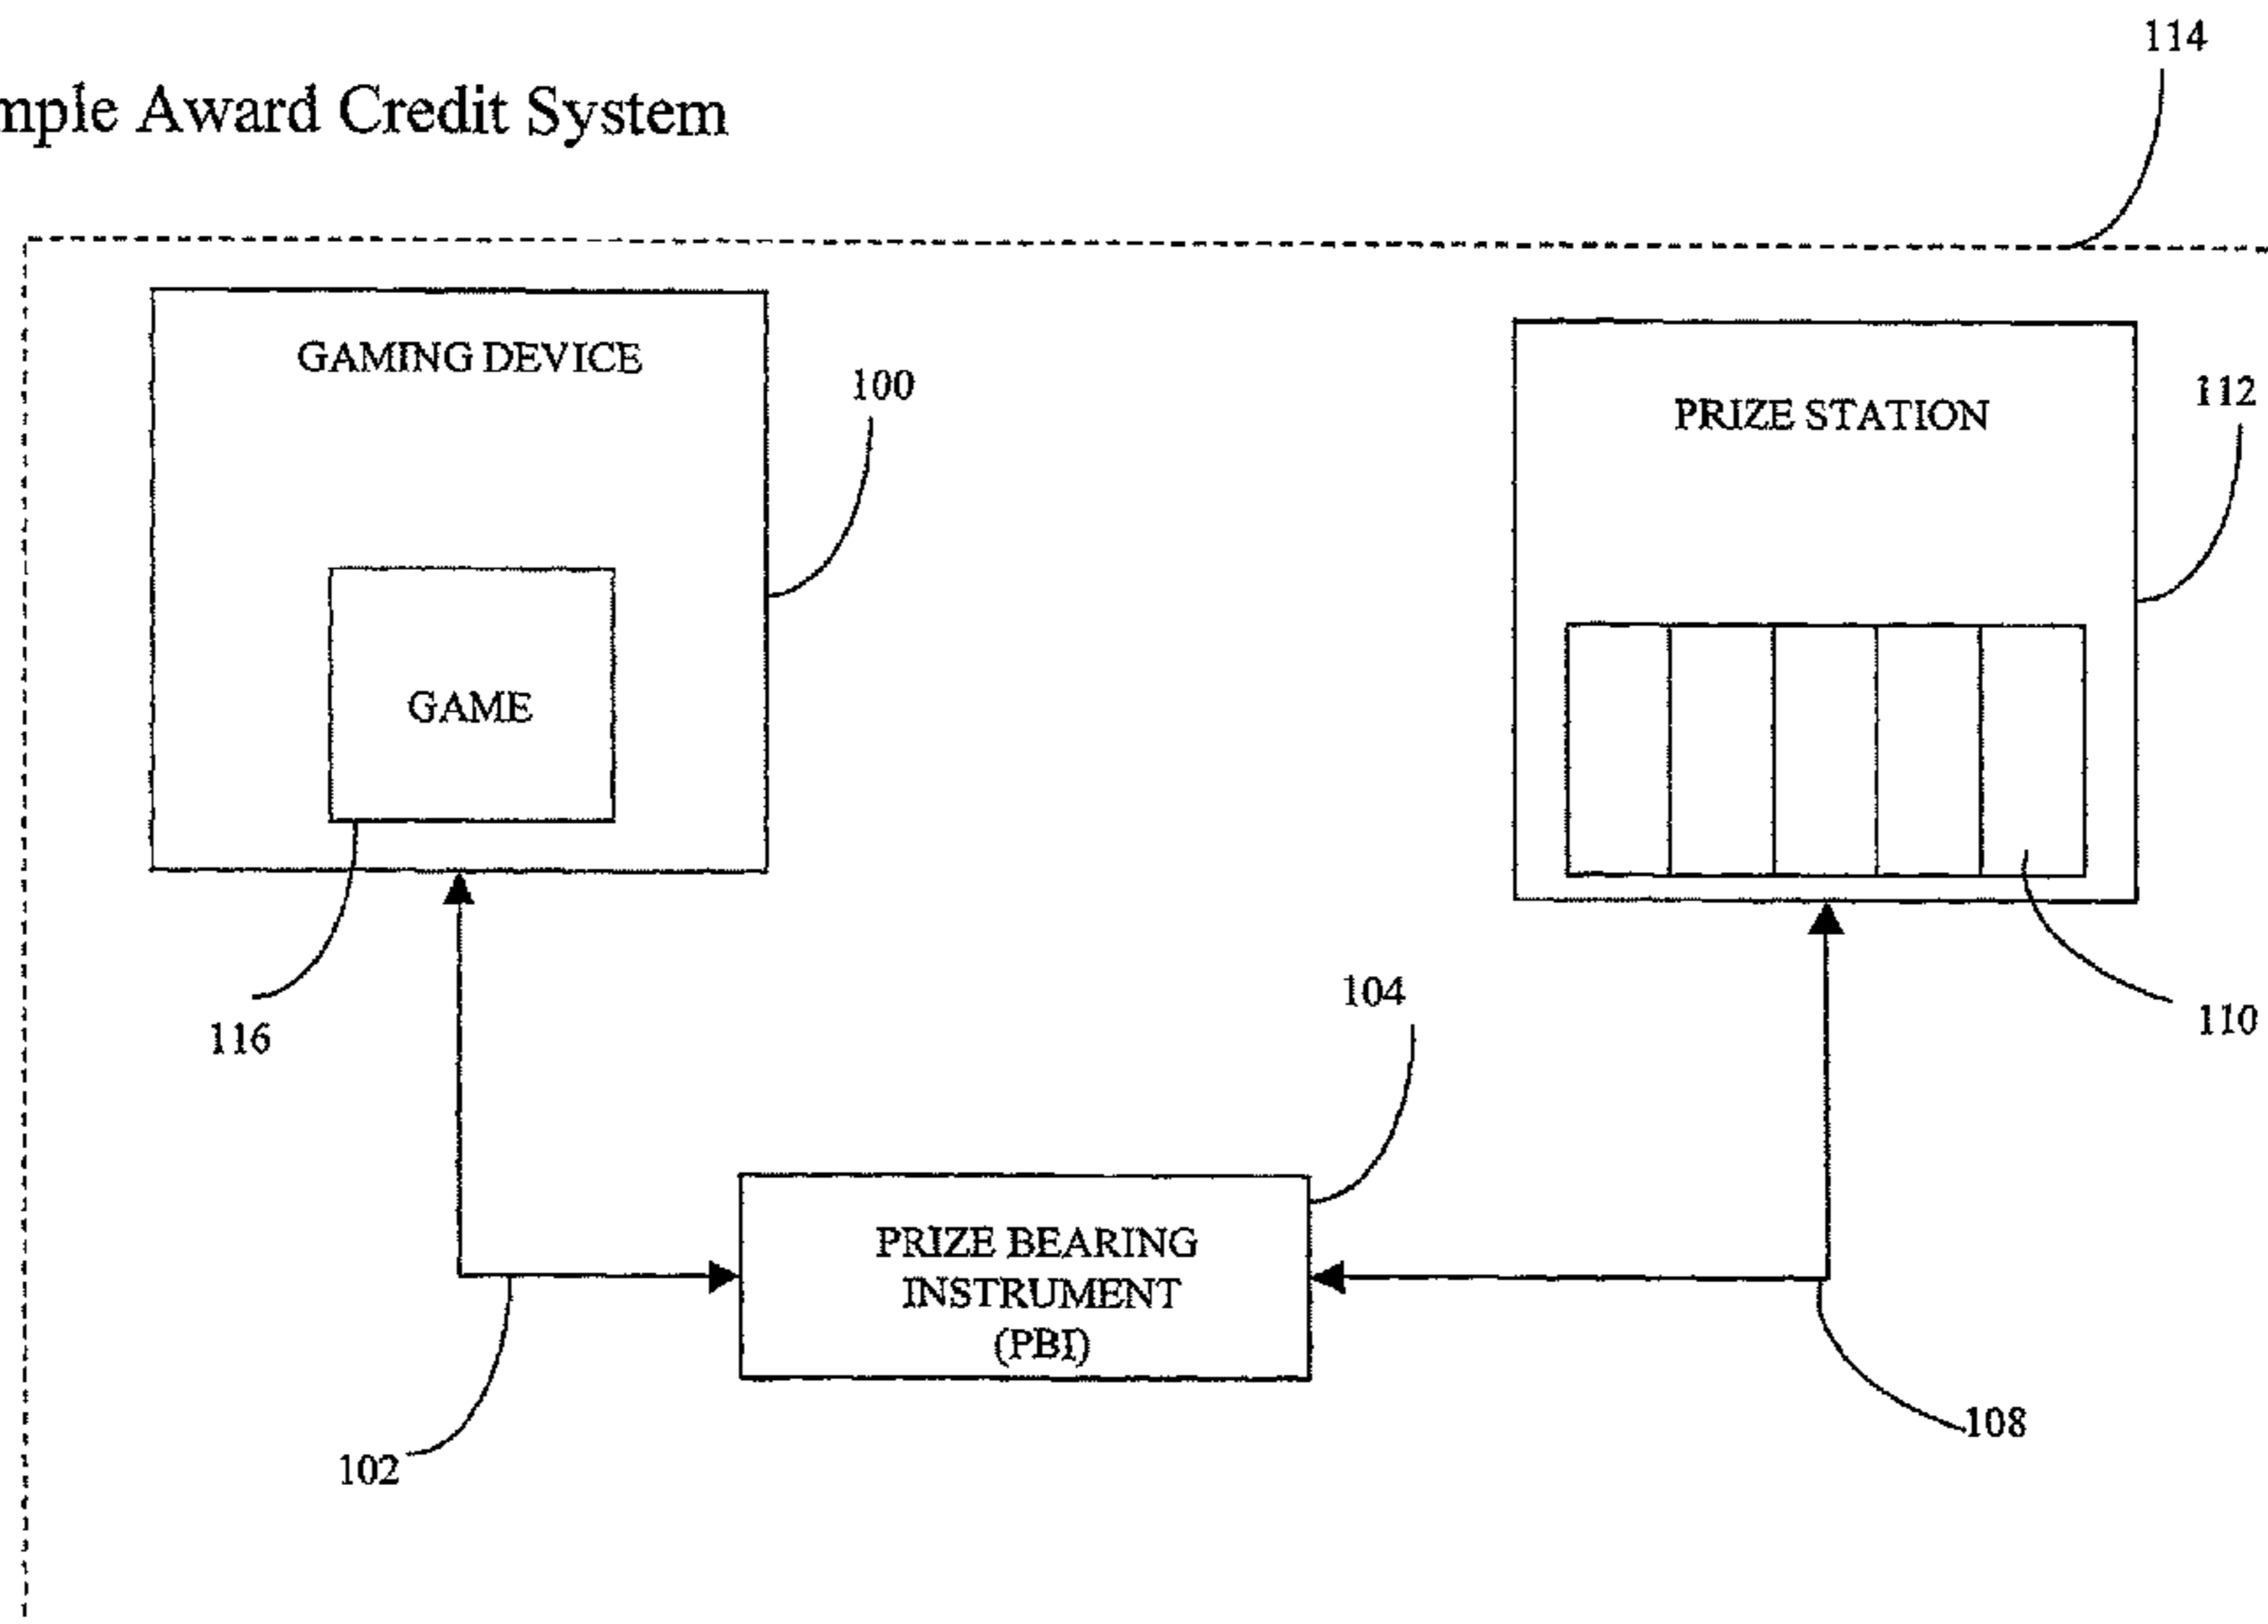 114
mple Award Credit System
GAMING DEVICE
100
PRIZE STATION
112
GAME
116
104
110
PRIZE BEARING
INSTRUMENT
(PBI)
102
108